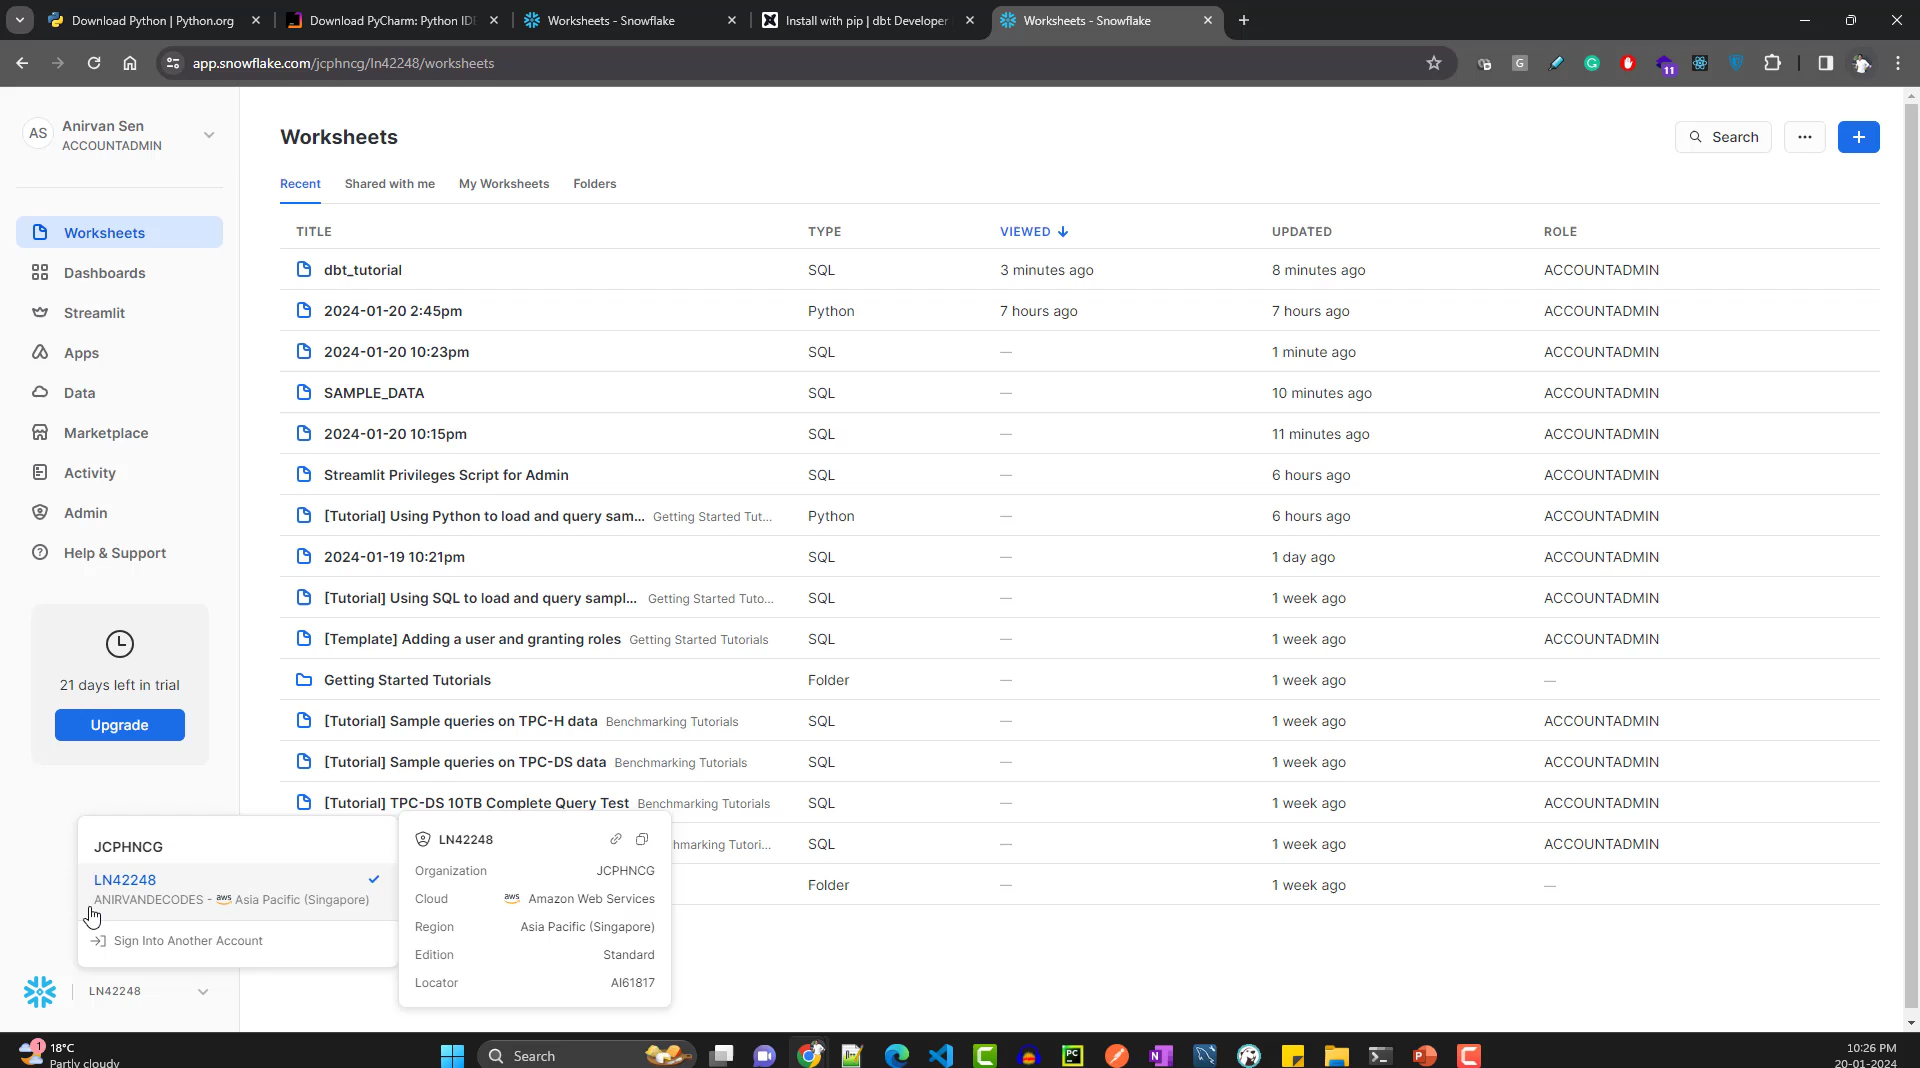 Download Python | Python.org
Download PyCharm: Python IDE
Worksheets - Snowflake
Install with pip | dbt Developer
Worksheets - Snowflake
app.snowflake.com/jcphncg/ln42248/worksheets
11
AS
Anirvan Sen
ACCOUNTADMIN
Worksheets
Dashboards
Streamlit
Apps
Data
Marketplace
Activity
Admin
Help & Support
21 days left in trial
Upgrade
Worksheets
Search
Recent Shared with me My Worksheets Folders
TITLE TYPE VIEWED UPDATED ROLE
dbt_tutorial SQL 3 minutes ago 8 minutes ago ACCOUNTADMIN
2024-01-20 2:45pm Python 7 hours ago 7 hours ago ACCOUNTADMIN
2024-01-20 10:23pm SQL — 1 minute ago ACCOUNTADMIN
SAMPLE_DATA SQL — 10 minutes ago ACCOUNTADMIN
2024-01-20 10:15pm SQL — 11 minutes ago ACCOUNTADMIN
Streamlit Privileges Script for Admin SQL — 6 hours ago ACCOUNTADMIN
[Tutorial] Using Python to load and query sam... Getting Started Tut... Python — 6 hours ago ACCOUNTADMIN
2024-01-19 10:21pm SQL — 1 day ago ACCOUNTADMIN
[Tutorial] Using SQL to load and query sampl... Getting Started Tuto... SQL — 1 week ago ACCOUNTADMIN
[Template] Adding a user and granting roles Getting Started Tutorials SQL — 1 week ago ACCOUNTADMIN
Getting Started Tutorials Folder — 1 week ago —
[Tutorial] Sample queries on TPC-H data Benchmarking Tutorials SQL — 1 week ago ACCOUNTADMIN
[Tutorial] Sample queries on TPC-DS data Benchmarking Tutorials SQL — 1 week ago ACCOUNTADMIN
[Tutorial] TPC-DS 10TB Complete Query Test Benchmarking Tutorials SQL — 1 week ago ACCOUNTADMIN
hmarking Tutori... SQL — 1 week ago ACCOUNTADMIN
Folder — 1 week ago —
JCPHNCG
LN42248
ANIRVANDECODES - aws Asia Pacific (Singapore)
Sign Into Another Account
LN42248
LN42248
Organization JCPHNCG
Cloud aws Amazon Web Services
Region Asia Pacific (Singapore)
Edition Standard
Locator AI61817
1
18°C
Partly cloudy
Search
PC
10:26 PM
20-01-2024